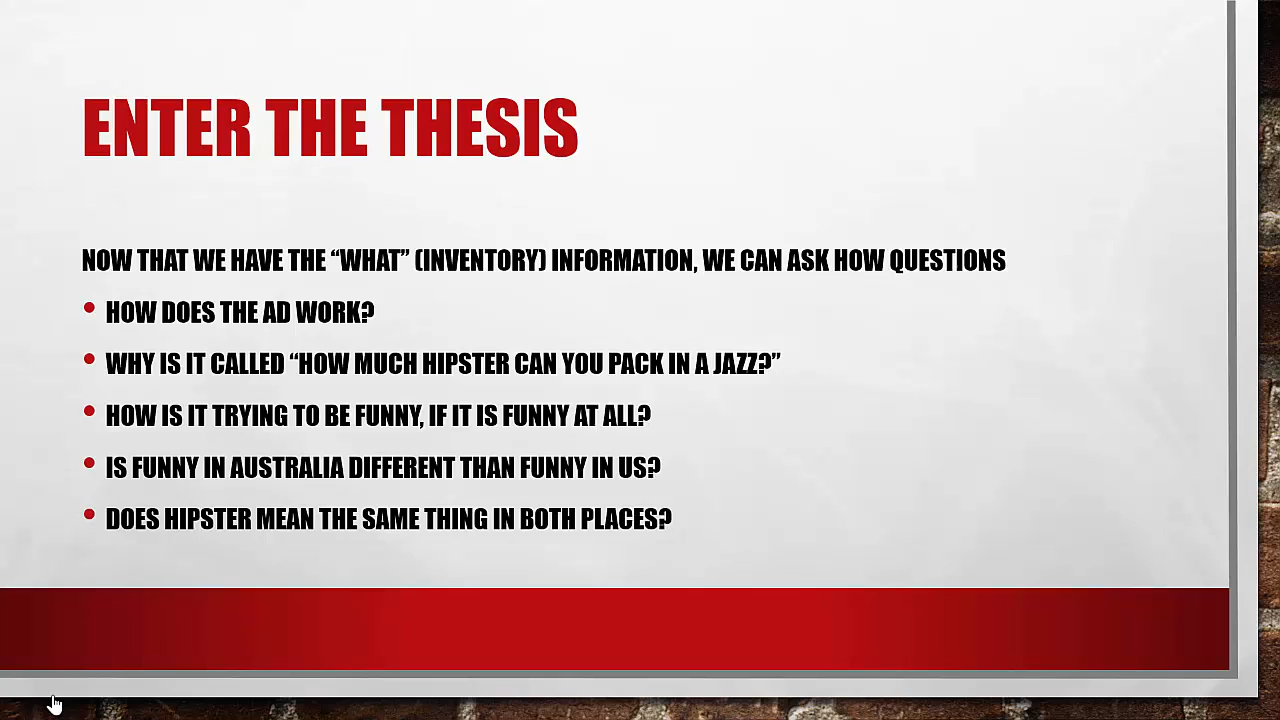 ENTER THE THESIS
NOW THAT WE HAVE THE “WHAT” (INVENTORY) INFORMATION, WE CAN ASK HOW QUESTIONS
• HOW DOES THE AD WORK?
• WHY IS IT CALLED “HOW MUCH HIPSTER CAN YOU PACK IN A JAZZ?”
• HOW IS IT TRYING TO BE FUNNY, IF IT IS FUNNY AT ALL?
• IS FUNNY IN AUSTRALIA DIFFERENT THAN FUNNY IN US?
• DOES HIPSTER MEAN THE SAME THING IN BOTH PLACES?